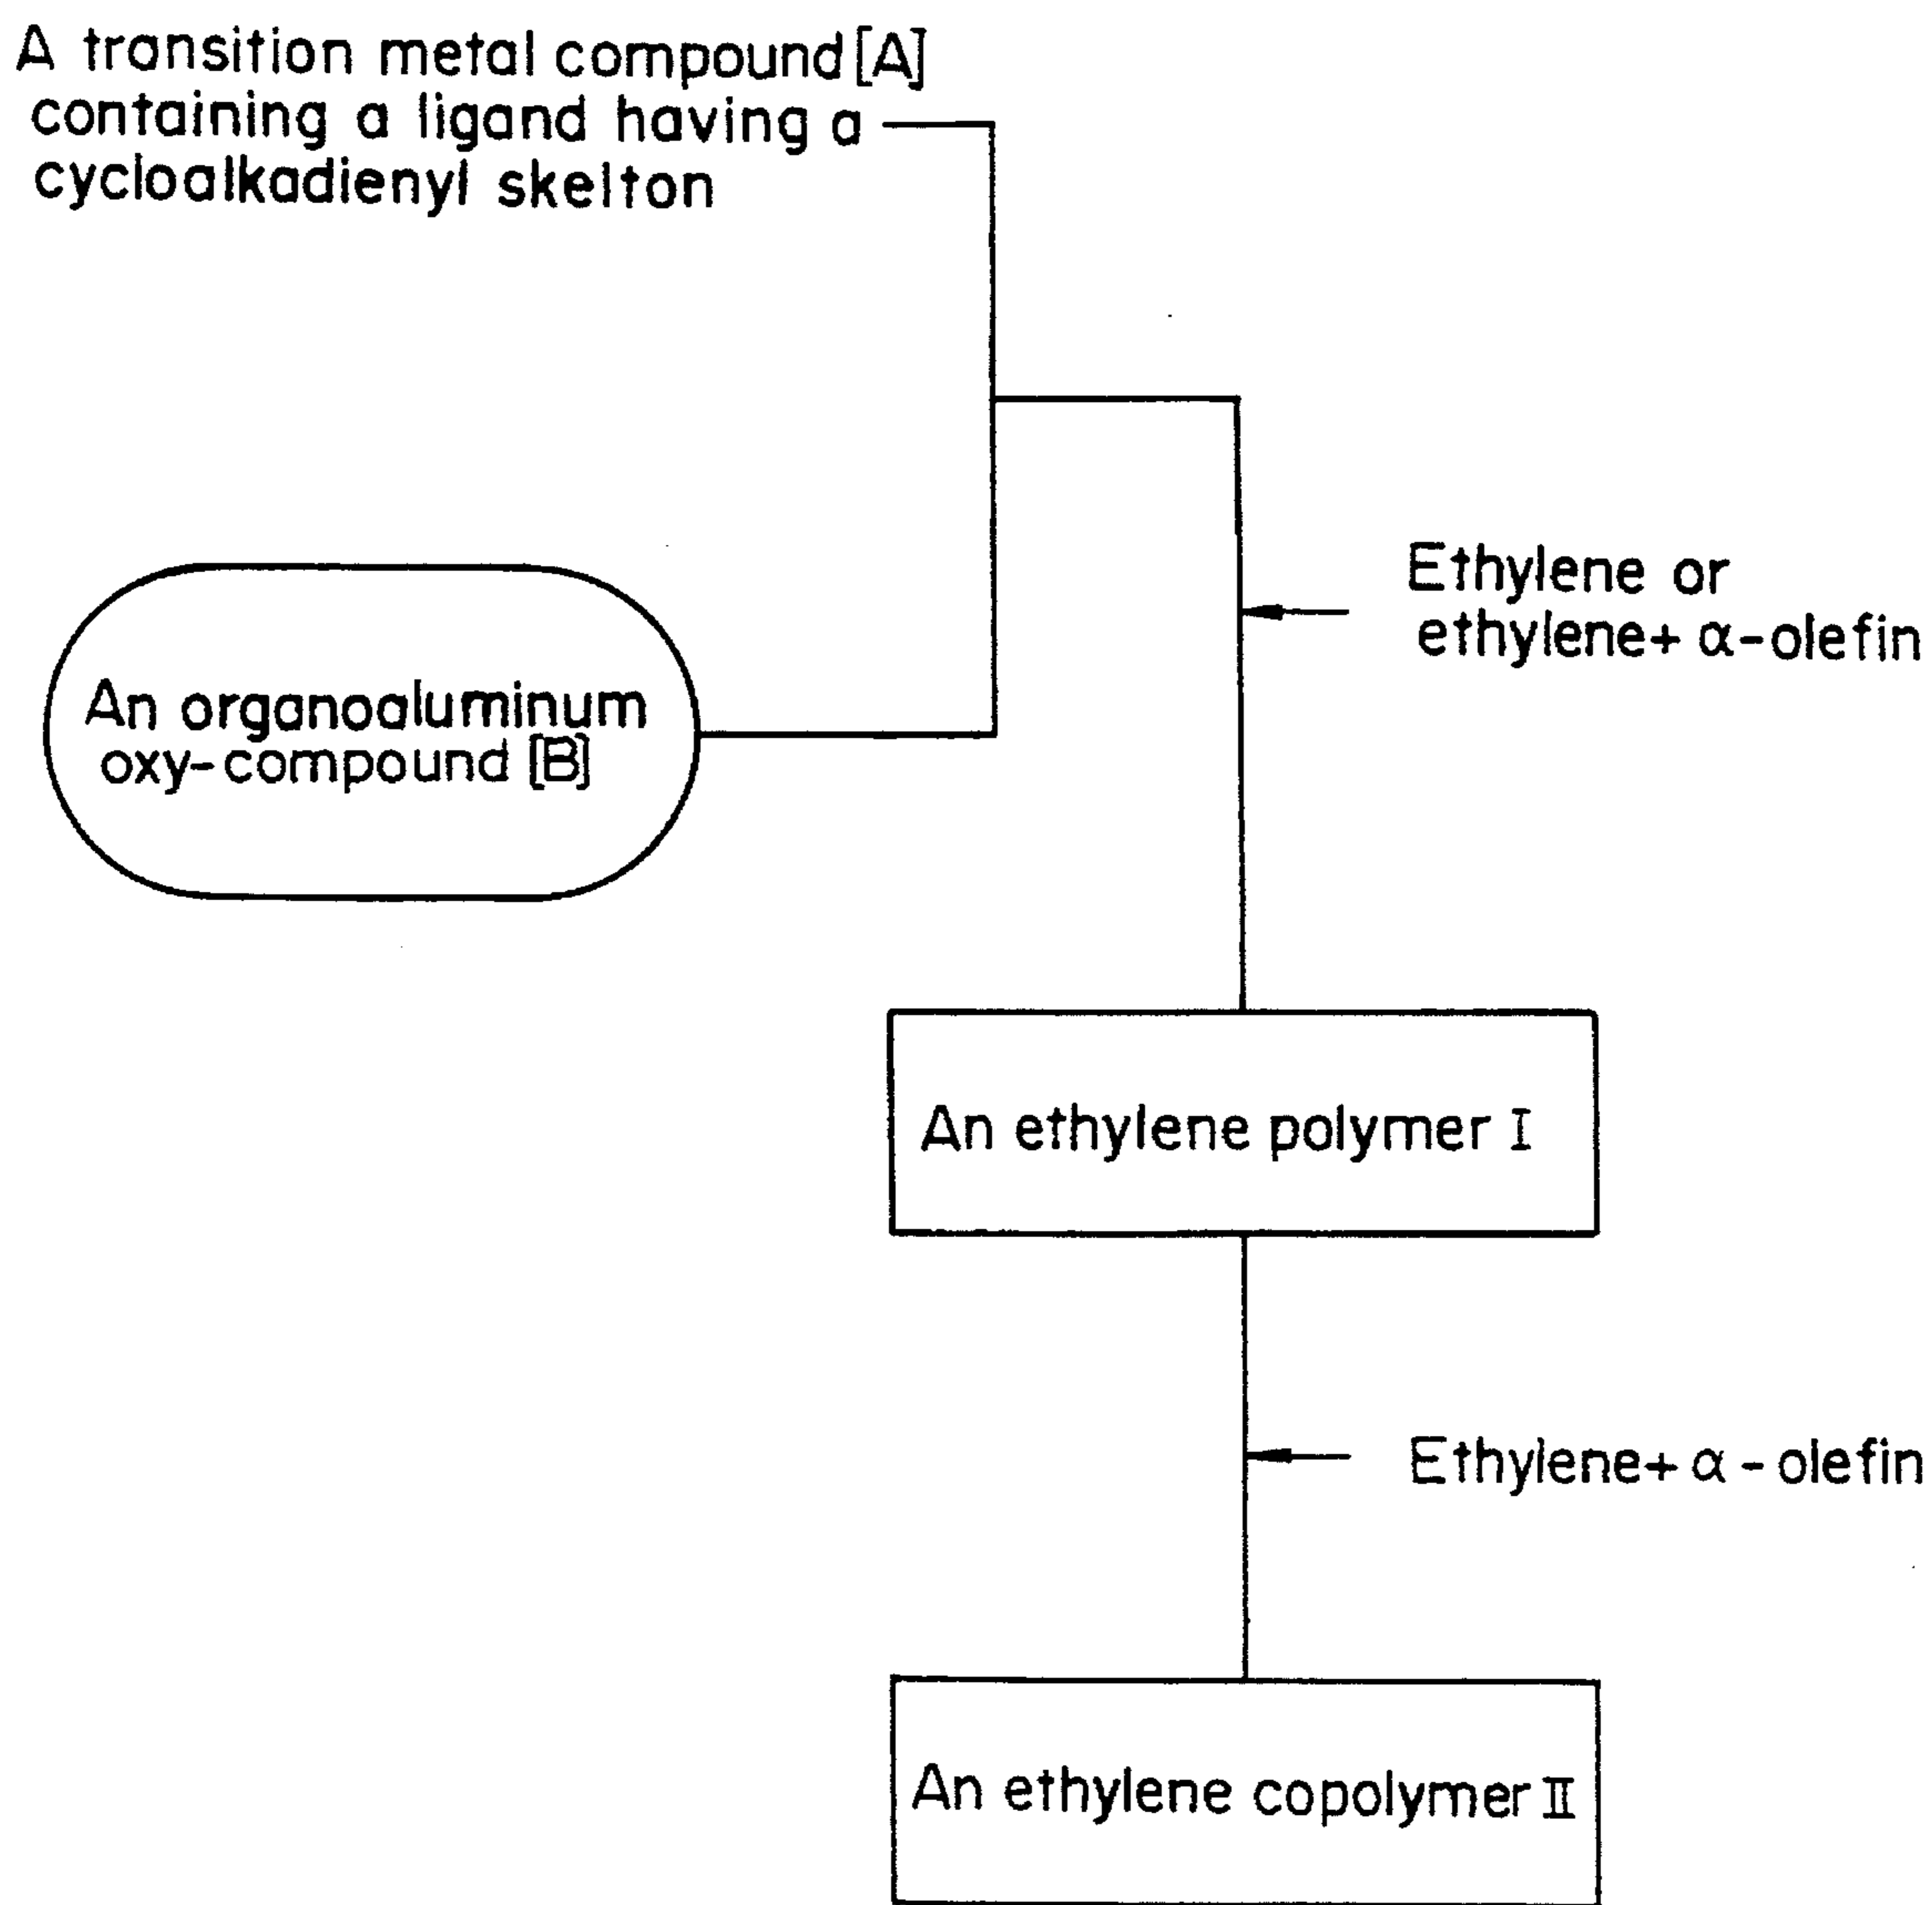 A transition metal compound [A]
containing a ligand having a
cycloalkadienyl skelton
Ethylene or
ethylene+ α-olefin
An organoaluminum
oxy-compound [B]
An ethylene polymer I
Ethylene+ α-olefin
An ethylene copolymer II